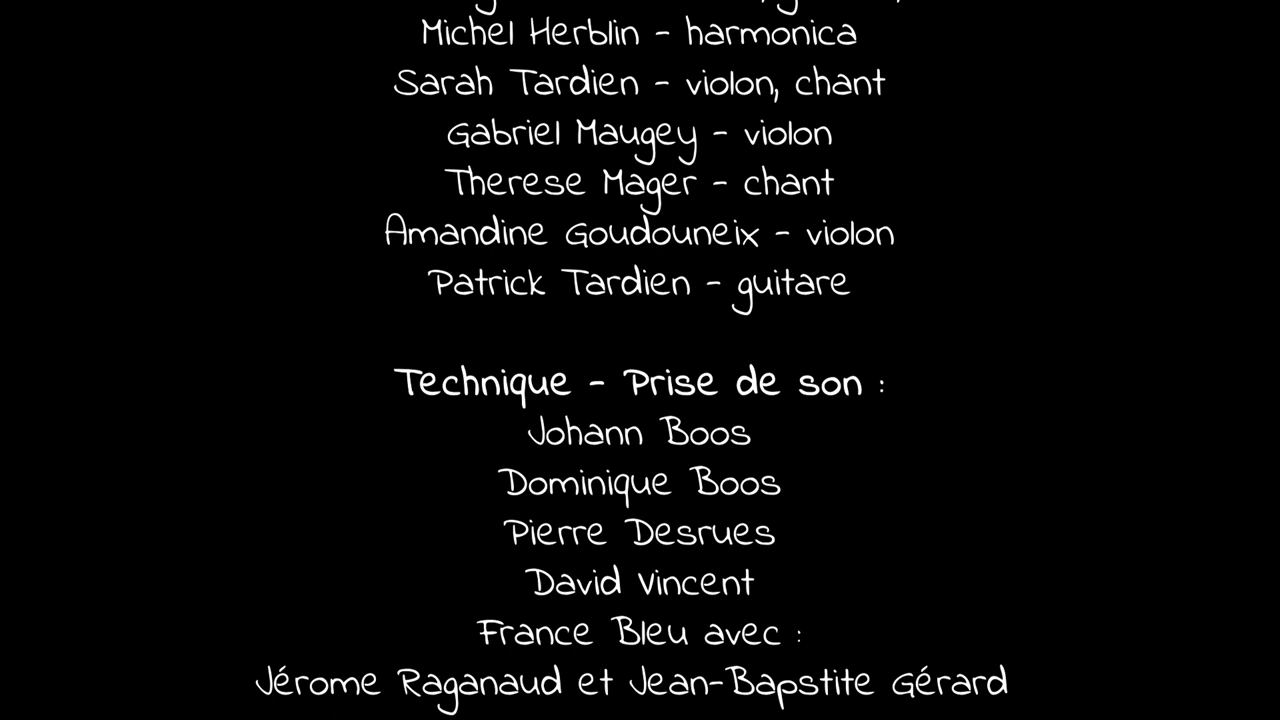 Michel Herblin - harmonica
Sarah Tardien - violon, chant
Gabriel Maugey - violon
Therese Mager - chant
Amandine Goudouneix - violon
Patrick Tardien - guitare
Technique - Prise de son :
Johann Boos
Dominique Boos
Pierre Desrues
David Vincent
France Bleu avec :
Jérome Raganaud et Jean-Bapstite Gérard